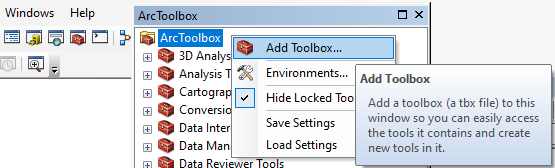 Windows Help
ArcToolbox
ArcToolbox
3D Analyst
Analysis T
Cartograp
Conversio
Data Inter
Data Mana
Data Reviewer Tools
Add Toolbox...
Environments...
Hide Locked Too
Save Settings
Load Settings
Add Toolbox
Add a toolbox (a tbx file) to this
window so you can easily access
the tools it contains and create
new tools in it.